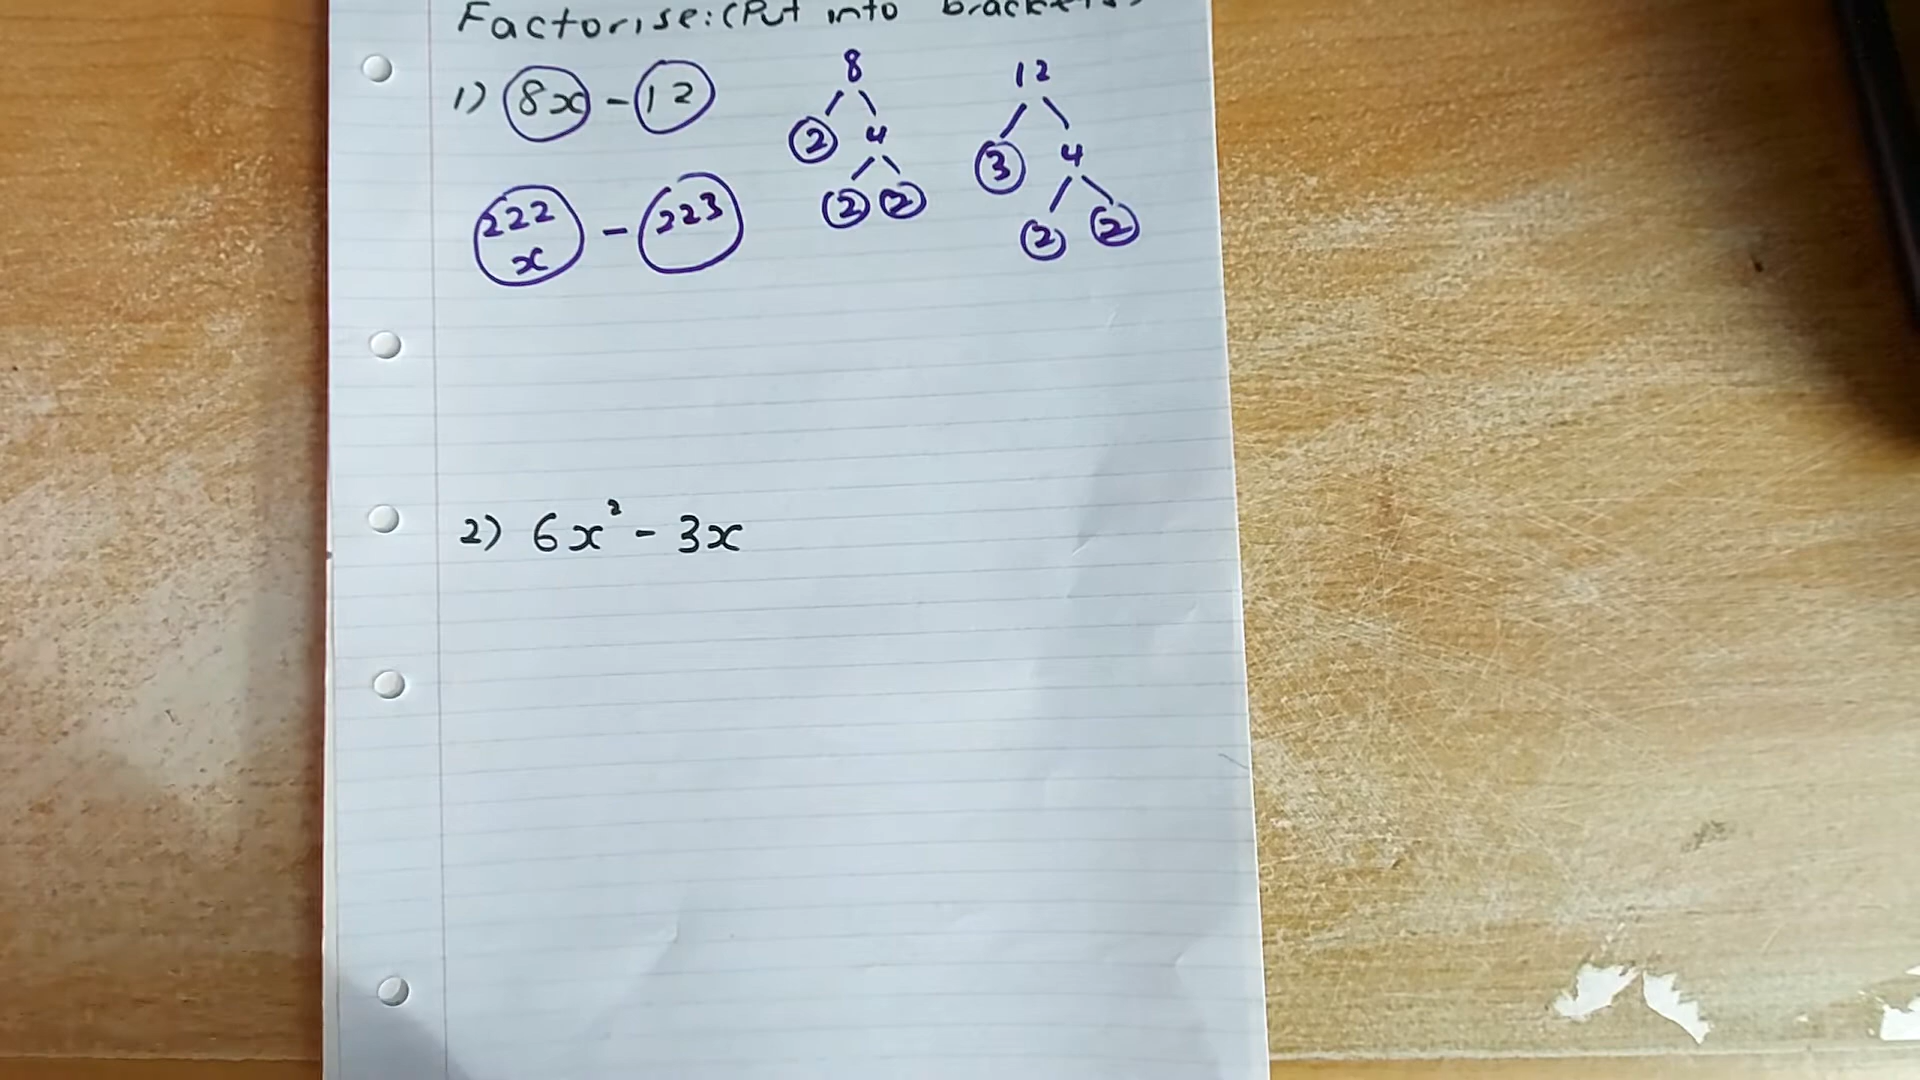 Factorise: (Put into brackets)
1) 8x - 12
8
2 4
2 2
12
3 4
2 2
222 x - 223
2) 6x² - 3x